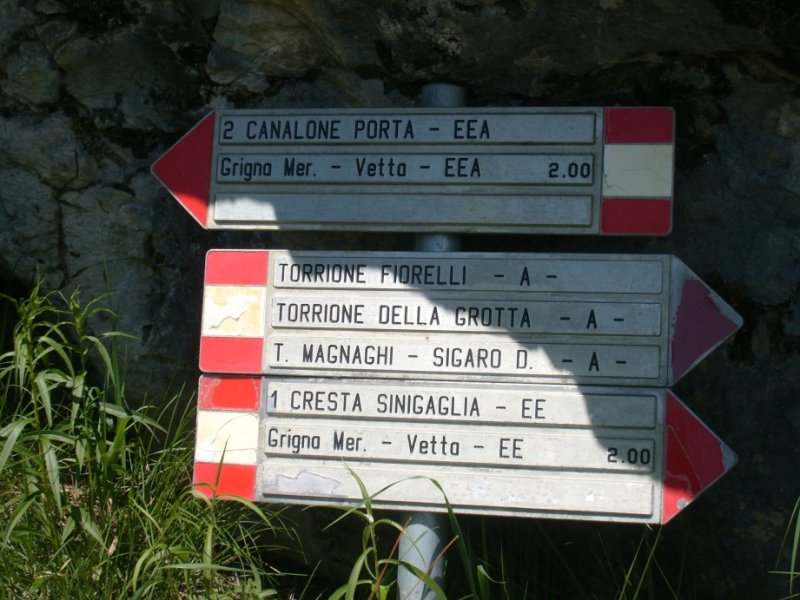 2 CANALONE PORTA - EEA
Grigna Mer. - Vetta - EEA 2.00
TORRIONE FIORELLI - A -
TORRIONE DELLA GROTTA - A -
T. MAGNAGHI - SIGARO D. - A -
1 CRESTA SINIGAGLIA - EE
Grigna Mer. - Vetta - EE 2.00